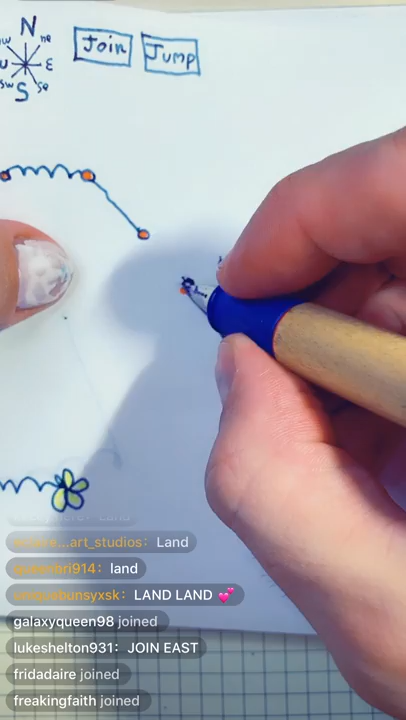 N
nw ne
E
sw S se
Join Jump
art_studios: Land
queenbri914: land
uniquebunsyxsk: LAND LAND 💕
galaxyqueen98 joined
lukeshelton931: JOIN EAST
fridadaire joined
freakingfaith joined